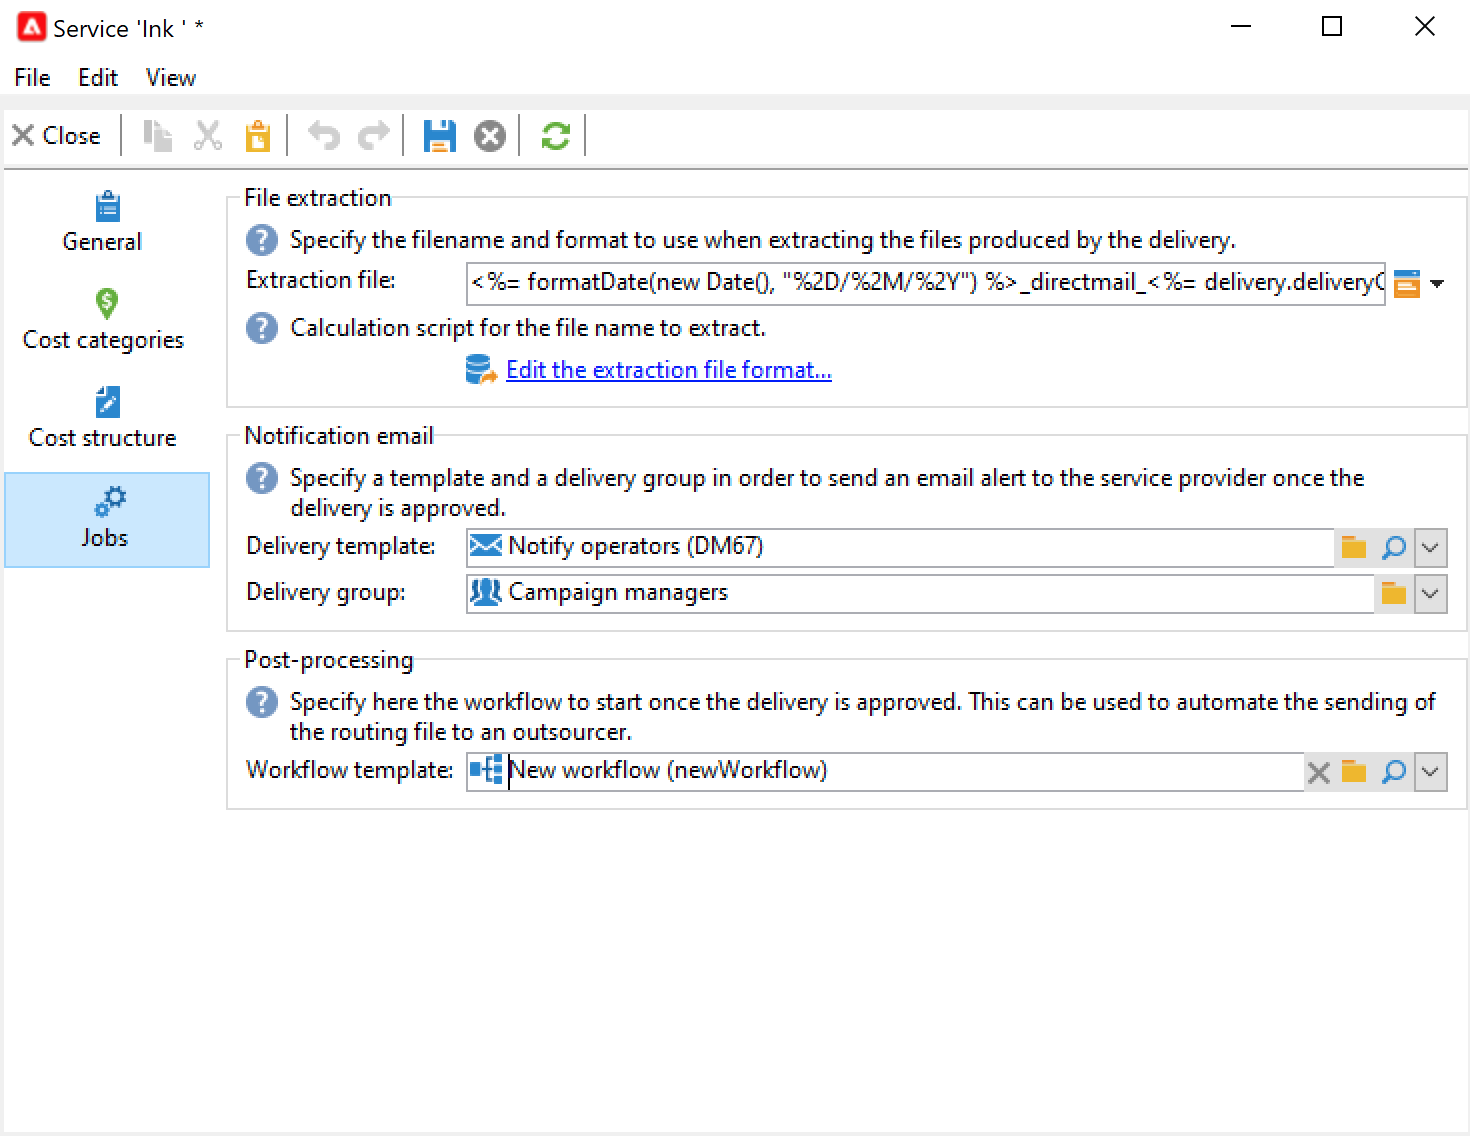 Service 'Ink ' *
File Edit View
Close
General
Cost categories
Cost structure
Jobs
File extraction
Specify the filename and format to use when extracting the files produced by the delivery.
Extraction file: <%= formatDate(new Date(), "%2D/%2M/%2Y") %>_directmail_<%= delivery.deliveryC
Calculation script for the file name to extract.
Edit the extraction file format...
Notification email
Specify a template and a delivery group in order to send an email alert to the service provider once the
delivery is approved.
Delivery template: Notify operators (DM67)
Delivery group: Campaign managers
Post-processing
Specify here the workflow to start once the delivery is approved. This can be used to automate the sending of
the routing file to an outsourcer.
Workflow template: New workflow (newWorkflow)